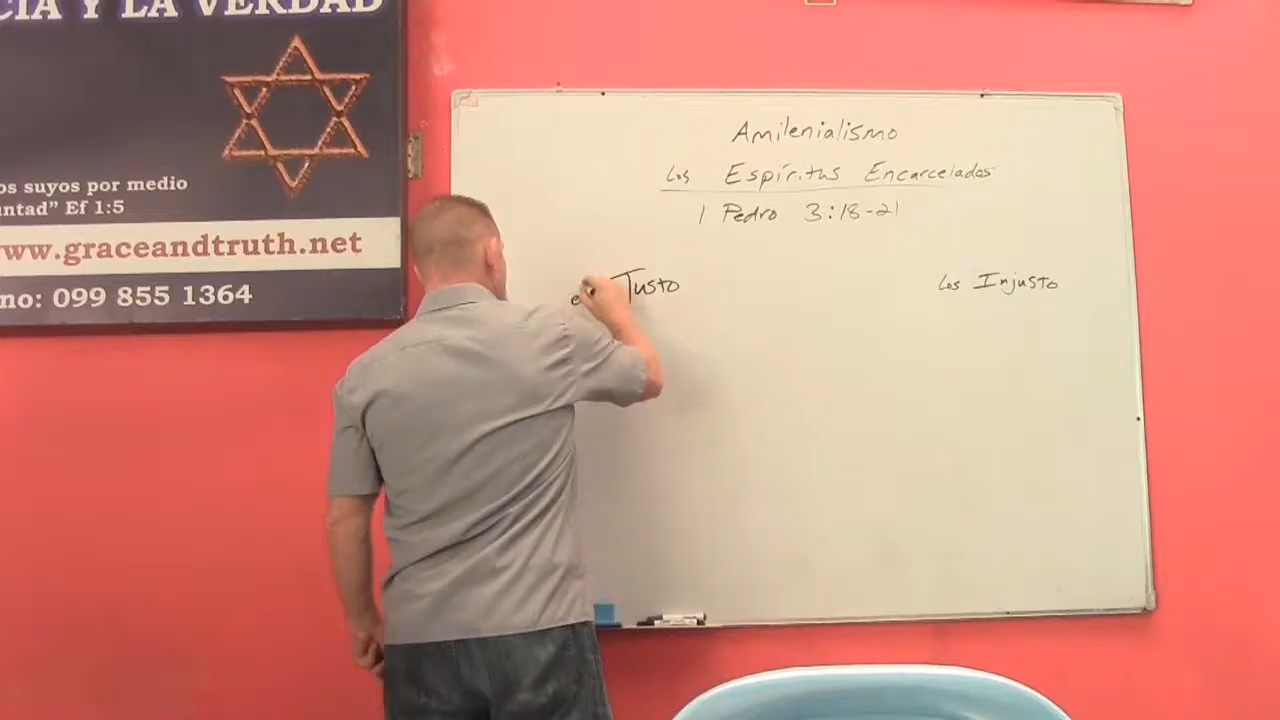 CIA Y LA VERDAD
os suyos por medio
untad" Ef 1:5
www.graceandtruth.net
no: 099 855 1364
Amilenialismo
Los Espíritus Encarcelados
1 Pedro 3:18-21
e Justo
los Injusto